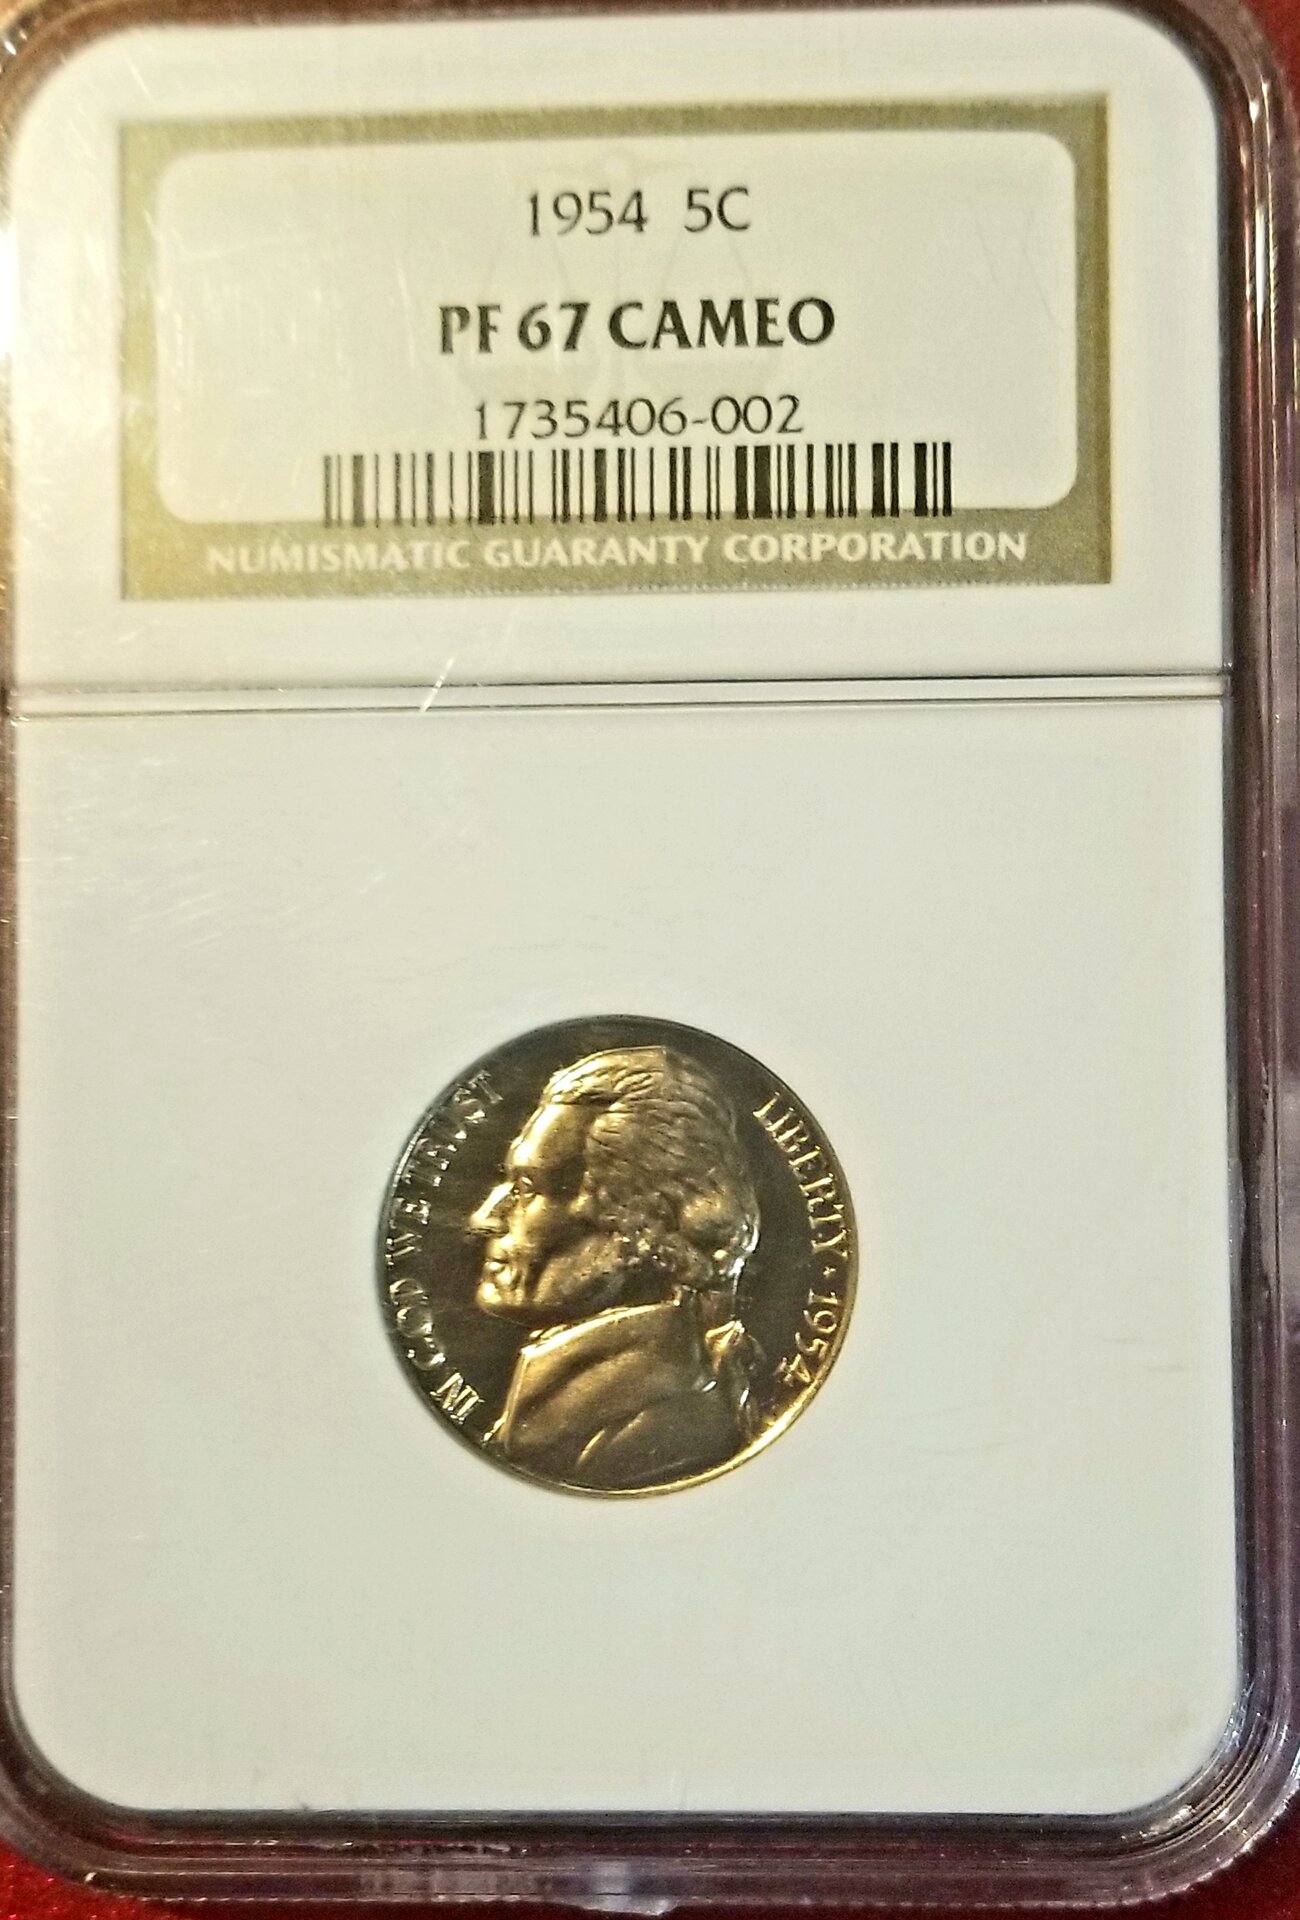 1954 5C
PF 67 CAMEO
1735406-002
NUMISMATIC GUARANTY CORPORATION
IN GOD WE TRUST
LIBERTY ★ 1954